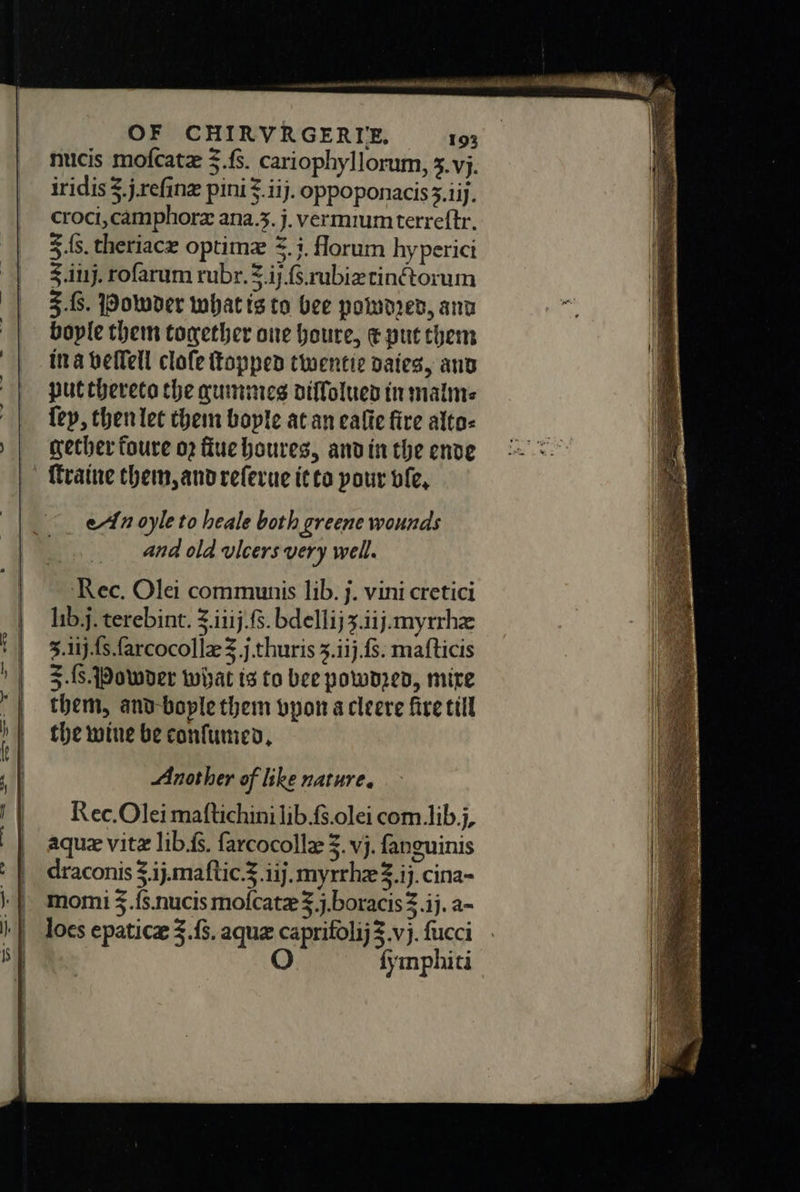 OF CHIRVRGERIE. 193
nucis moſcatæ ℥.ſs. cariophyllorum, ʒ.vj.
iridis ℥.j.reſinæ pini ℥.iij. oppoponacis ʒ.iij.
croci,camphoræ ana.ʒ. j. vermium terreſtr.
℥.ſs. theriacæ optimæ ℥.j. florum hyperici
℥.iiij. roſarum rubr. ℥.ij.ſs.rubiæ tinctorum
℥.ſs. Powder what is to bee powdred, and
boyle them together one houre, & put them
in a veſſell cloſe ſtopped twentie daies, and
put thereto the gummes diſſolued in malm-
ſey, then let them boyle at an eaſie fire alto-
gether foure or fiue houres, and in the ende
ſtraine them,and reſerue it to your vſe.
An oyle to heale both greene wounds
and old vlcers very well.
Rec. Olei communis lib. j. vini cretici
lib.j. terebint. ℥.iiij.ſs. bdellij ʒ.iij.myrrhæ
ʒ.iij.ſs.ſarcocollæ ℥.j.thuris ʒ.iij.ſs. maſticis
℥.ſs.Powder what is to bee powdred, mixe
them, and boyle them vpon a cleere fire till
the wine be conſumed.
Another of like nature.
Rec.Olei maſtichini lib.ſs.olei com.lib.j,
aquæ vitæ lib.ſs. ſarcocollæ ℥. vj. ſanguinis
draconis ℥.ij.maſtic.℥.iij. myrrhæ ℥.ij. cina-
momi ℥.ſs.nucis moſcatæ ℥.j.boracis ℥.ij. a-
loes epaticæ ℥.ſs. aquæ caprifolij ℥.vj. ſucci
O ſymphiti